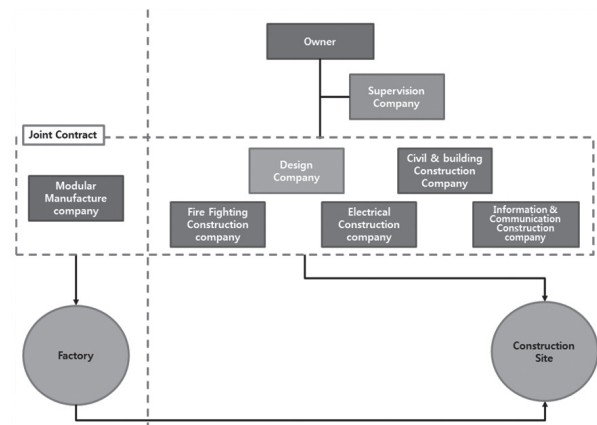 Owner
Supervision
Company
Joint Contract
Design
Company
Civil & building
Construction
Company
Modular
Manufacture
company
Fire Fighting
Construction
company
Electrical
Construction
company
Information &
Communication
Construction
company
Factory
Construction
Site